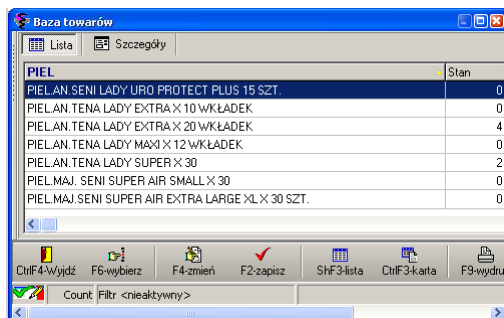 Baza towarów
Lista Szczegóły
PIEL Stan
PIEL.AN.SENI LADY URO PROTECT PLUS 15 SZT. 0
PIEL.AN.TENA LADY EXTRA X 10 WKŁADEK 0
PIEL.AN.TENA LADY EXTRA X 20 WKŁADEK 4
PIEL.AN.TENA LADY MAXI X 12 WKŁADEK 0
PIEL.AN.TENA LADY SUPER X 30 2
PIEL.MAJ. SENI SUPER AIR SMALL X 30 0
PIEL.MAJ.SENI SUPER AIR EXTRA LARGE XL X 30 SZT. 0
CtrlF4-Wyjdź F6-wybierz F4-zmień F2-zapisz ShF3-lista CtrlF3-karta F9-wydru
Count Filtr <nieaktywny>